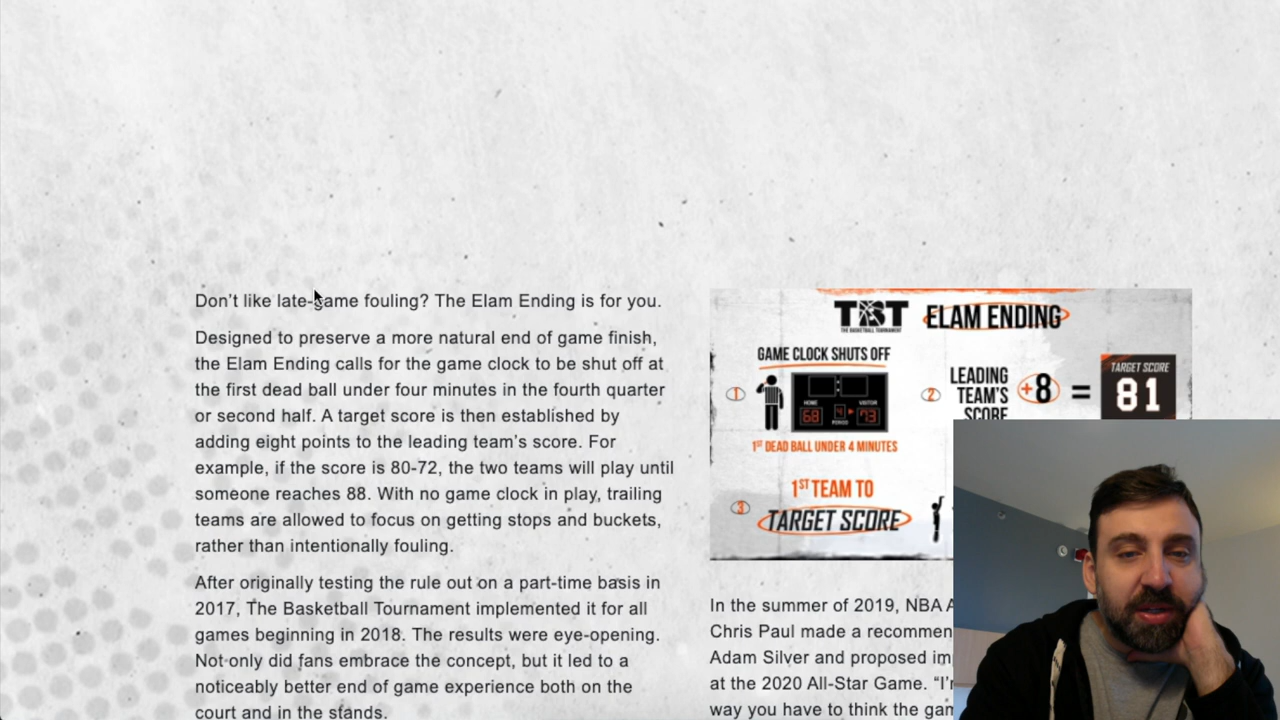 Don't like late-game fouling? The Elam Ending is for you.
Designed to preserve a more natural end of game finish,
the Elam Ending calls for the game clock to be shut off at
the first dead ball under four minutes in the fourth quarter
or second half. A target score is then established by
adding eight points to the leading team's score. For
example, if the score is 80-72, the two teams will play until
someone reaches 88. With no game clock in play, trailing
teams are allowed to focus on getting stops and buckets,
rather than intentionally fouling.
After originally testing the rule out on a part-time basis in
2017, The Basketball Tournament implemented it for all
games beginning in 2018. The results were eye-opening.
Not only did fans embrace the concept, but it led to a
noticeably better end of game experience both on the
court and in the stands.
TBT ELAM ENDING
THE BASKETBALL TOURNAMENT
GAME CLOCK SHUTS OFF
1
HOME VISITOR
68 4 73
PERIOD
1ST DEAD BALL UNDER 4 MINUTES
2
LEADING
TEAM'S
SCORE
+8 =
TARGET SCORE
81
3
1ST TEAM TO
TARGET SCORE
In the summer of 2019, NBA
Chris Paul made a
Adam Silver and proposed
at the 2020 All-Star Game.
way you have to think the